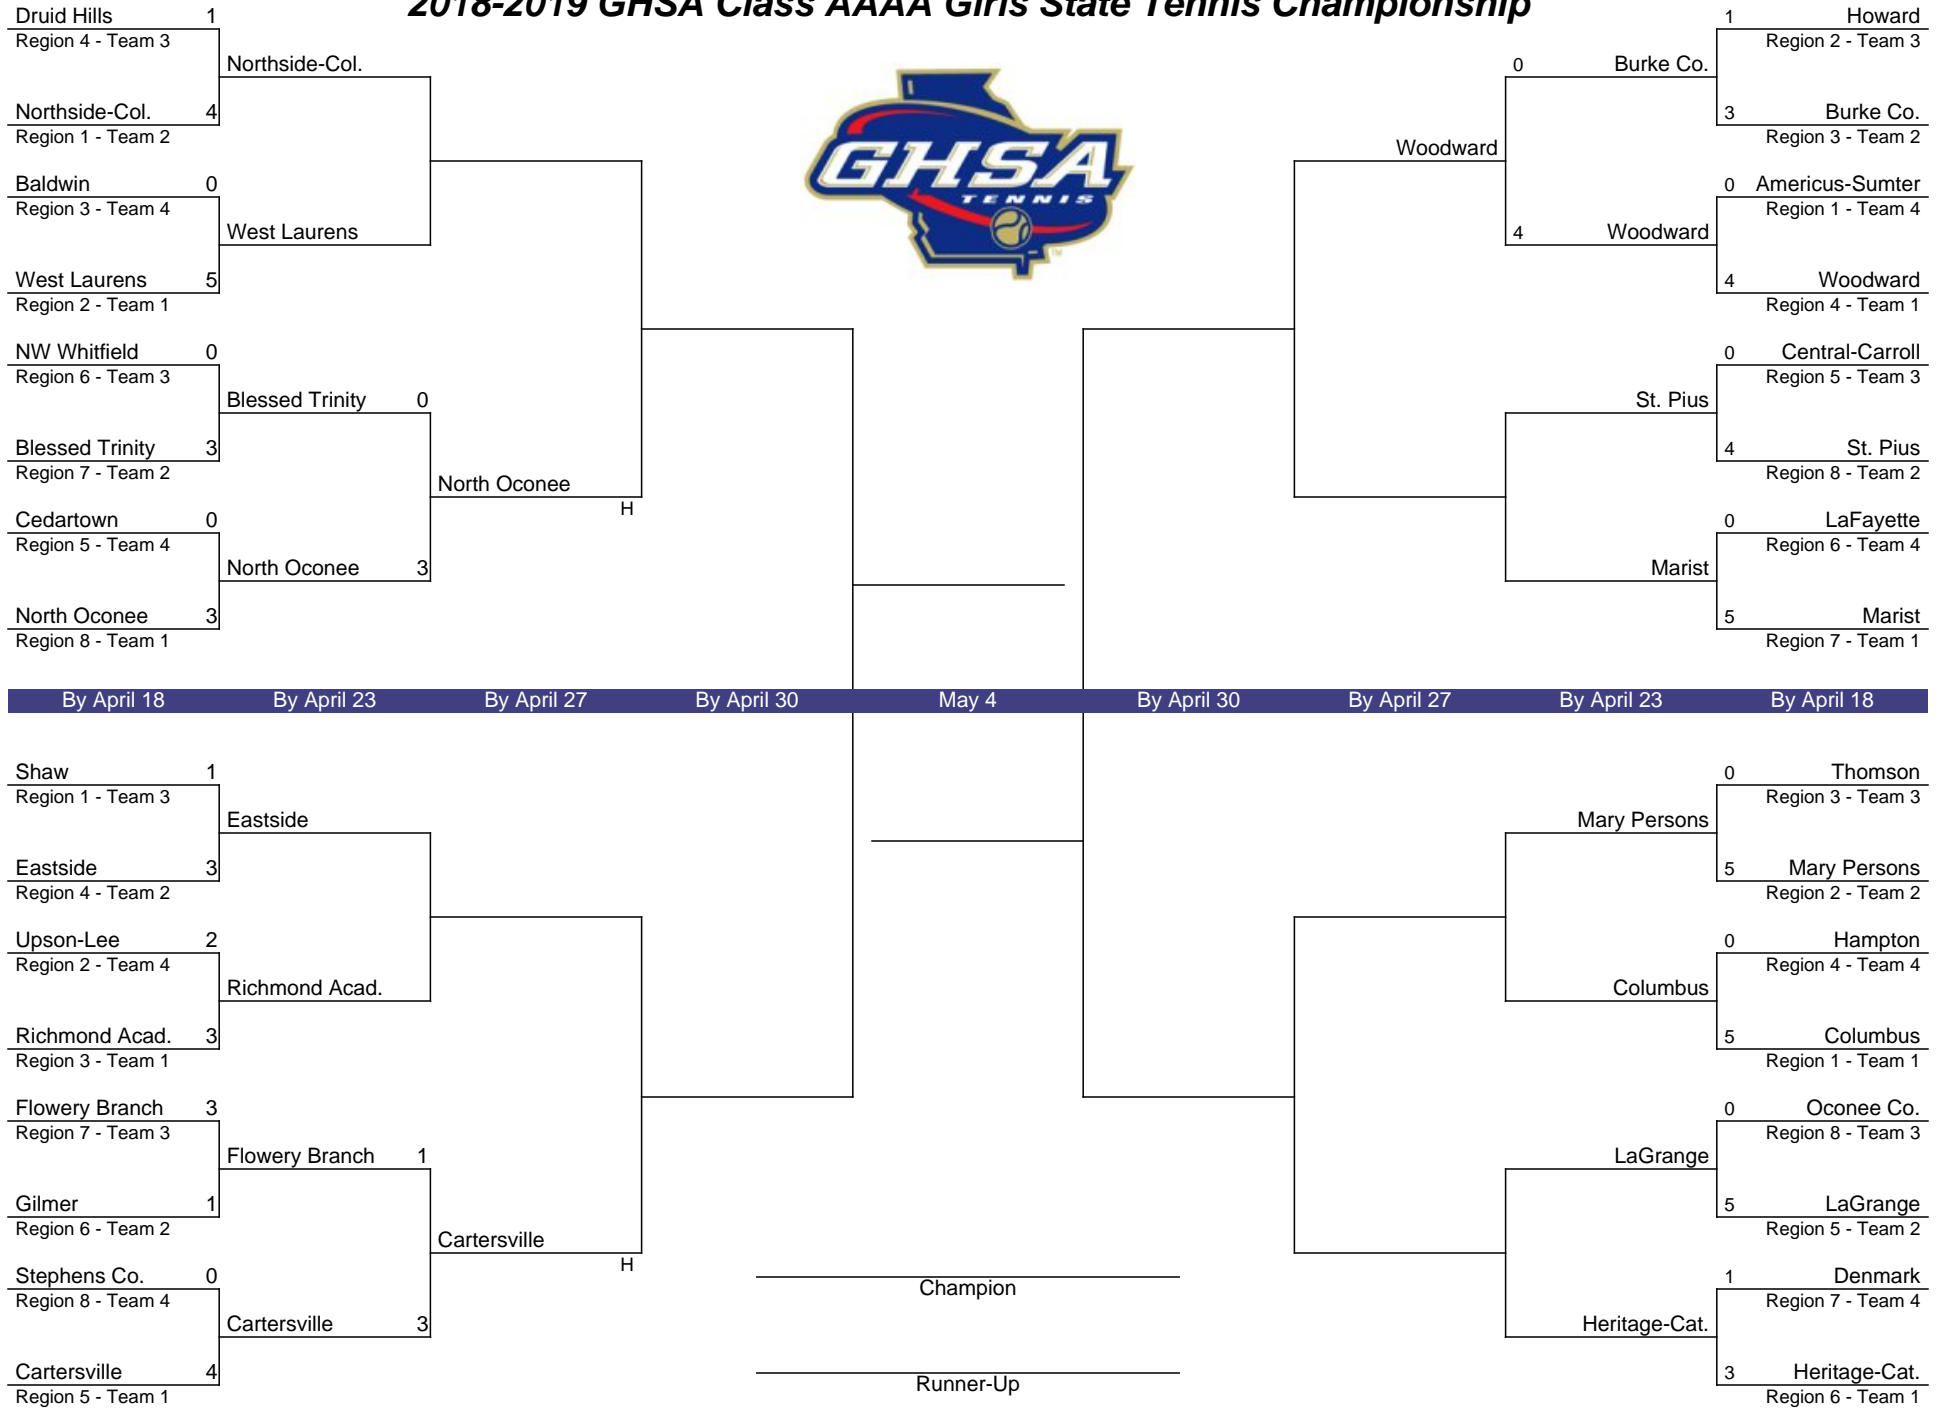 2018-2019 GHSA Class AAAA Girls State Tennis Championship
Druid Hills 1
Region 4 - Team 3
Northside-Col.
Northside-Col. 4
Region 1 - Team 2
Baldwin 0
Region 3 - Team 4
West Laurens
West Laurens 5
Region 2 - Team 1
NW Whitfield 0
Region 6 - Team 3
Blessed Trinity 0
Blessed Trinity 3
Region 7 - Team 2
North Oconee
H
Cedartown 0
Region 5 - Team 4
North Oconee 3
North Oconee 3
Region 8 - Team 1
GHSA
TENNIS
TM
1 Howard
Region 2 - Team 3
0 Burke Co.
3 Burke Co.
Region 3 - Team 2
Woodward
0 Americus-Sumter
Region 1 - Team 4
4 Woodward
4 Woodward
Region 4 - Team 1
0 Central-Carroll
Region 5 - Team 3
St. Pius
4 St. Pius
Region 8 - Team 2
0 LaFayette
Region 6 - Team 4
Marist
5 Marist
Region 7 - Team 1
By April 18 By April 23 By April 27 By April 30 May 4 By April 30 By April 27 By April 23 By April 18
Shaw 1
Region 1 - Team 3
Eastside
Eastside 3
Region 4 - Team 2
Upson-Lee 2
Region 2 - Team 4
Richmond Acad.
Richmond Acad. 3
Region 3 - Team 1
Flowery Branch 3
Region 7 - Team 3
Flowery Branch 1
Gilmer 1
Region 6 - Team 2
Cartersville
H
Stephens Co. 0
Region 8 - Team 4
Cartersville 3
Cartersville 4
Region 5 - Team 1
Champion
Runner-Up
0 Thomson
Region 3 - Team 3
Mary Persons
5 Mary Persons
Region 2 - Team 2
0 Hampton
Region 4 - Team 4
Columbus
5 Columbus
Region 1 - Team 1
0 Oconee Co.
Region 8 - Team 3
LaGrange
5 LaGrange
Region 5 - Team 2
1 Denmark
Region 7 - Team 4
Heritage-Cat.
3 Heritage-Cat.
Region 6 - Team 1